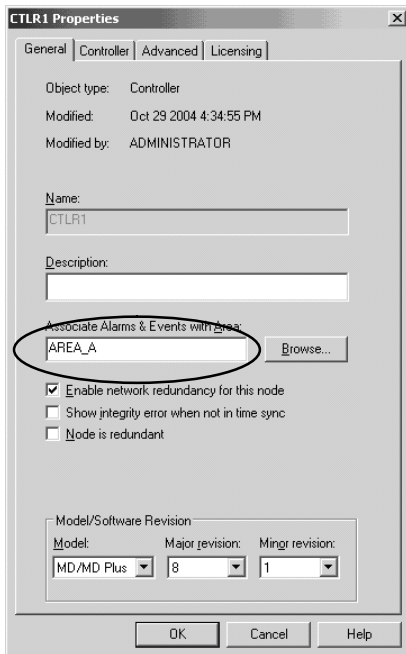 CTLR1 Properties
General Controller Advanced Licensing
Object type: Controller
Modified: Oct 29 2004 4:34:55 PM
Modified by: ADMINISTRATOR
Name:
CTLR1
Description:
Associate Alarms & Events with Area:
AREA_A
Browse...
Enable network redundancy for this node
Show integrity error when not in time sync
Node is redundant
Model/Software Revision
Model: Major revision: Minor revision:
MD/MD Plus 8 1
OK Cancel Help